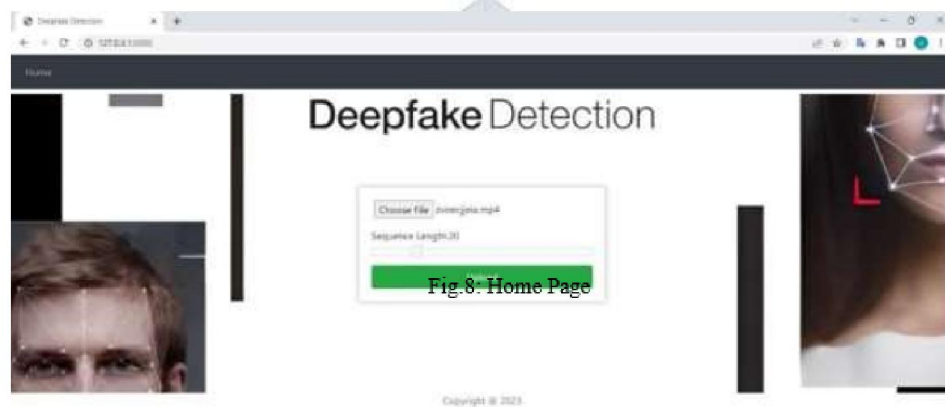 Deepfake Detection
Home
Deepfake Detection
Choose File
Sequence Length:20
Fig.8: Home Page
Copyright @ 2023